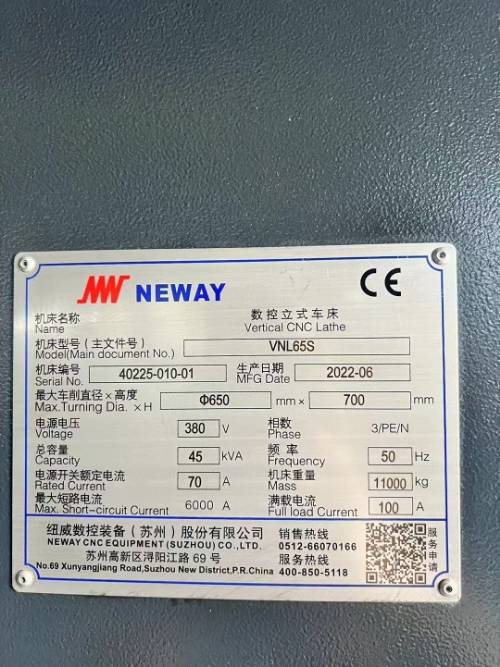 NEWAY CE
机床名称 数控立式车床
Name Vertical CNC Lathe
机床型号(主文件号)
Model(Main document No.) VNL65S
机床编号 生产日期
Serial No. 40225-010-01 MFG Date 2022-06
最大车削直径×高度
Max.Turning Dia. ×H Φ650 mm× 700 mm
电源电压 相数
Voltage 380 V Phase 3/PE/N
总容量 频率
Capacity 45 kVA Frequency 50 Hz
电源开关额定电流 机床重量
Rated Current 70 A Mass 11000 kg
最大短路电流 满载电流
Max. Short-circuit Current 6000 A Full load Current 100 A
纽威数控装备(苏州)股份有限公司 销售热线
NEWAY CNC EQUIPMENT (SUZHOU) CO.,LTD. 0512-66070166
苏州高新区浔阳江路69号 服务热线
No.69 Xunyangjiang Road,Suzhou New District,P.R.China 400-850-5118
服务申请